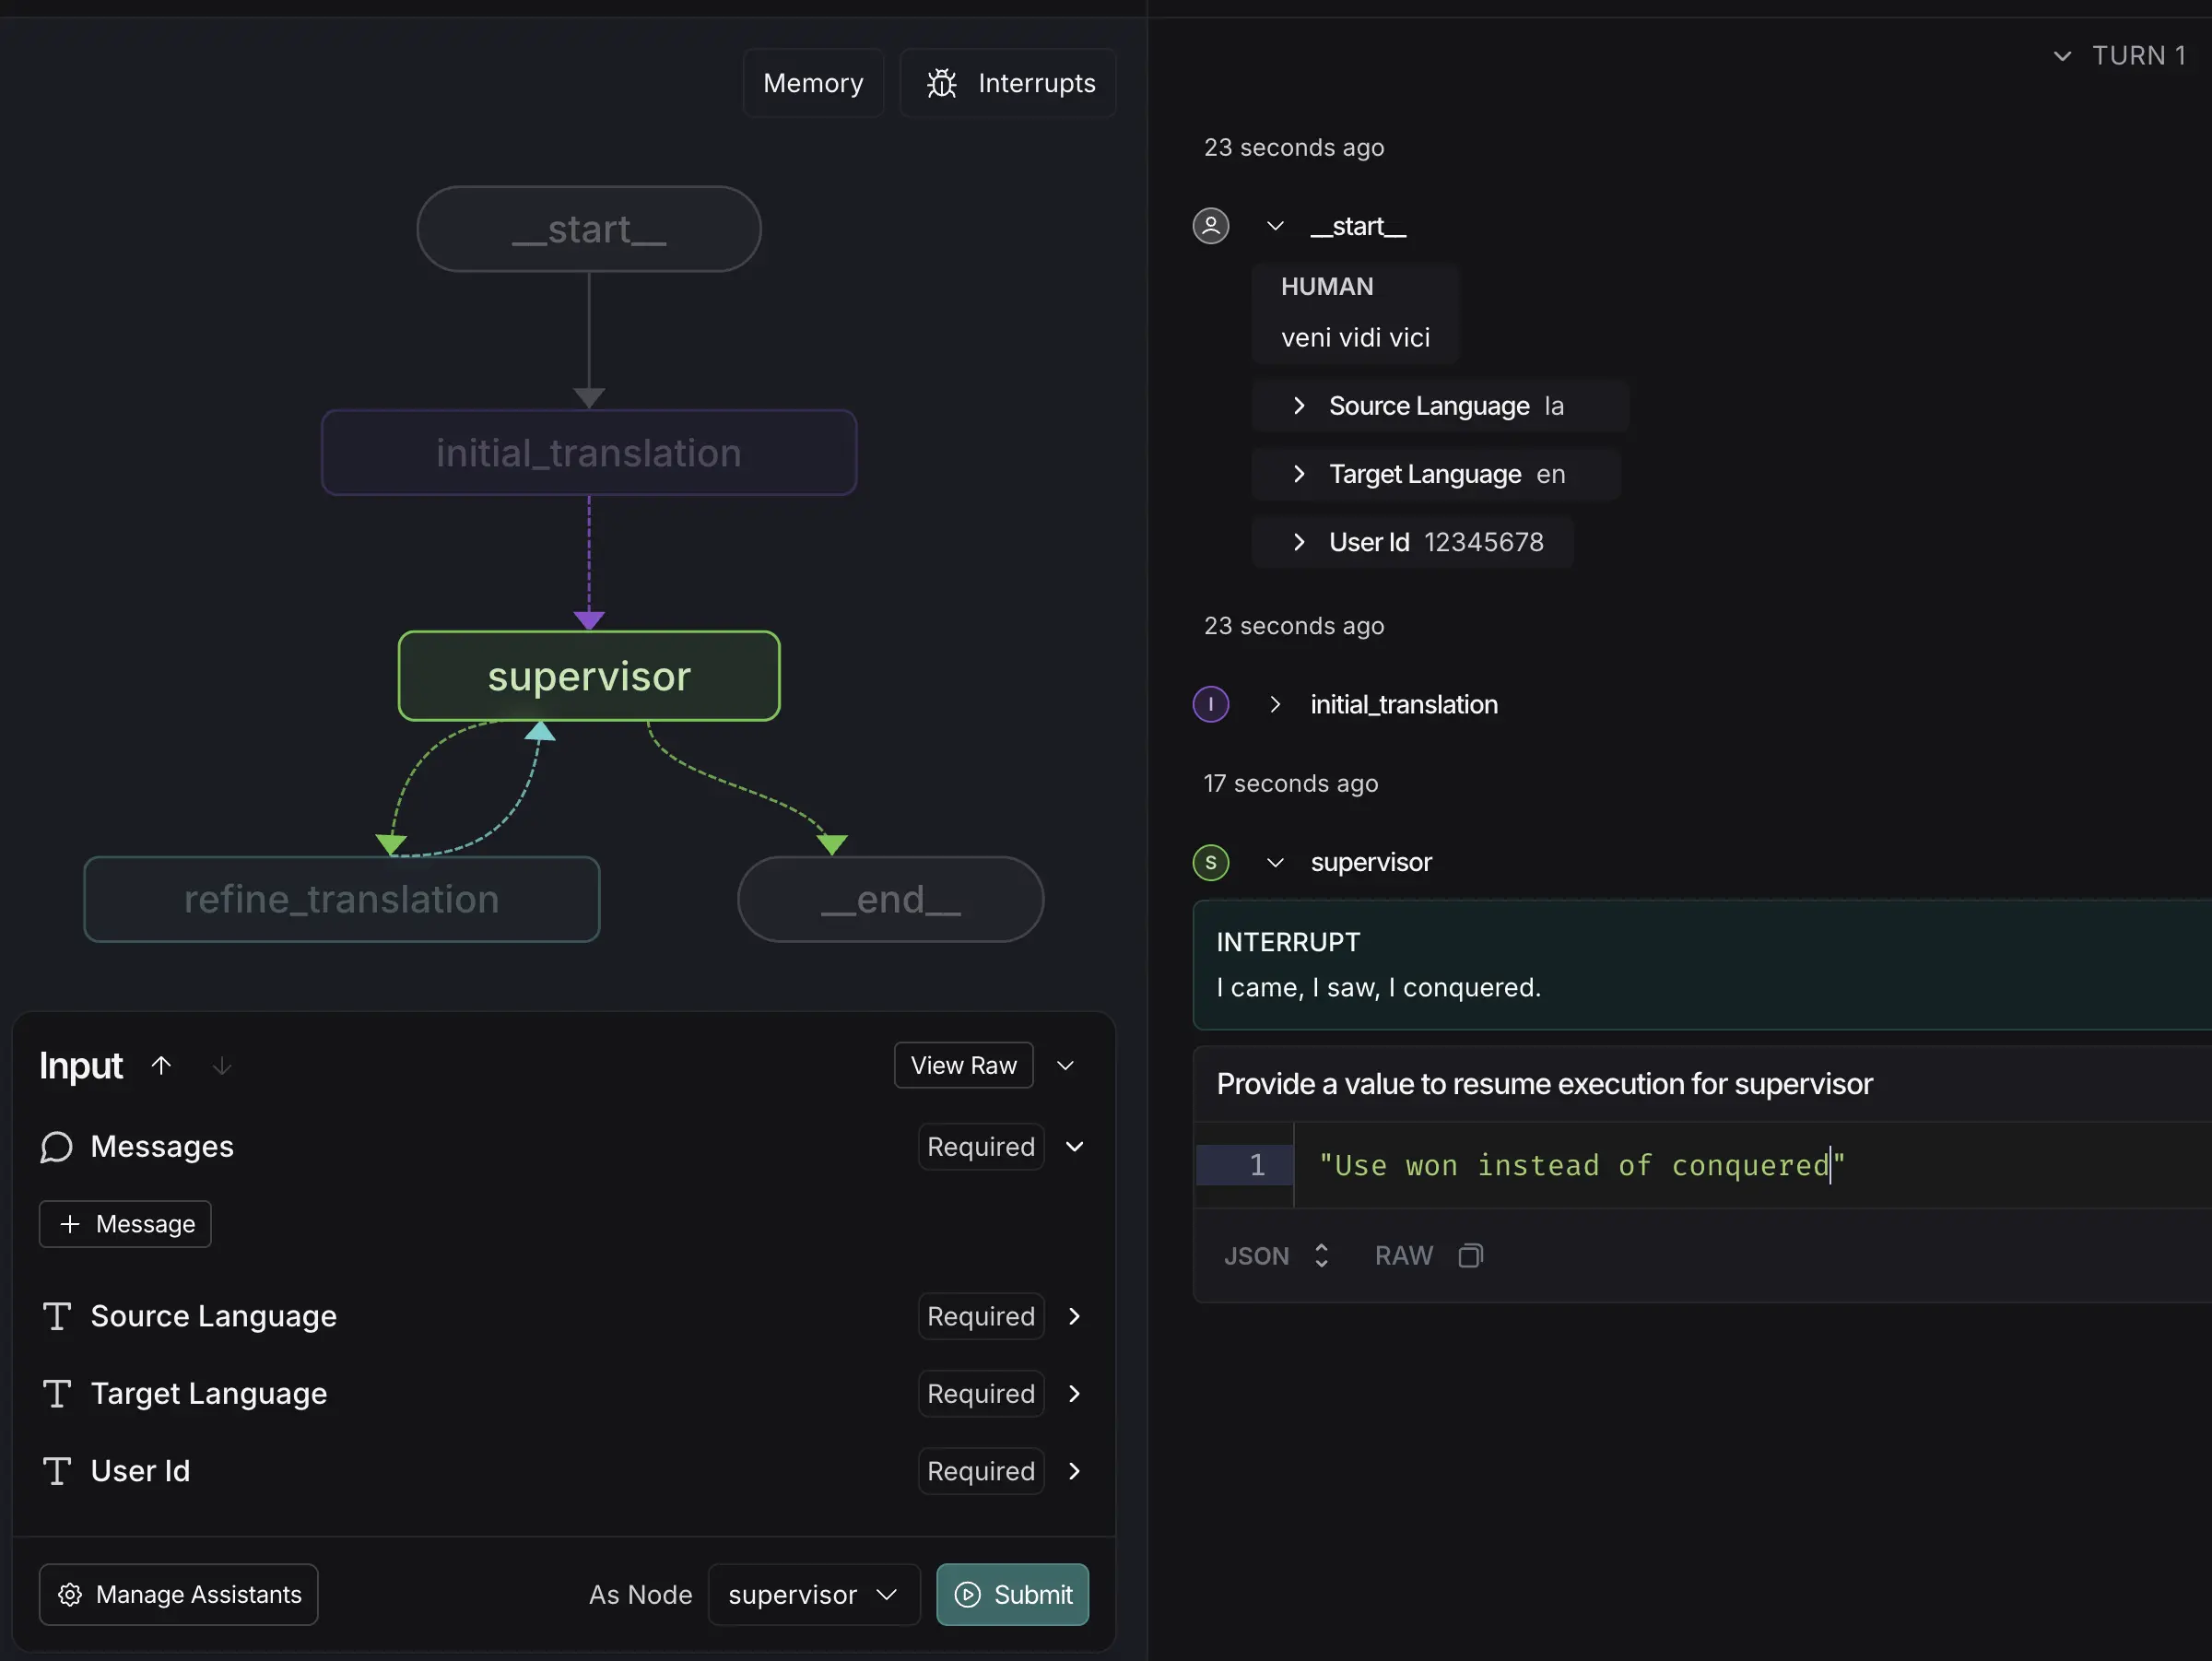 Memory
Interrupts
__start__
initial_translation
supervisor
refine_translation
__end__
Input
View Raw
Messages
Required
Message
Source Language
Required
Target Language
Required
User Id
Required
Manage Assistants
As Node
supervisor
Submit
TURN 1
23 seconds ago
__start__
HUMAN
veni vidi vici
Source Language la
Target Language en
User Id 12345678
23 seconds ago
I
initial_translation
17 seconds ago
S
supervisor
INTERRUPT
I came, I saw, I conquered.
Provide a value to resume execution for supervisor
1
"Use won instead of conquered"
JSON
RAW